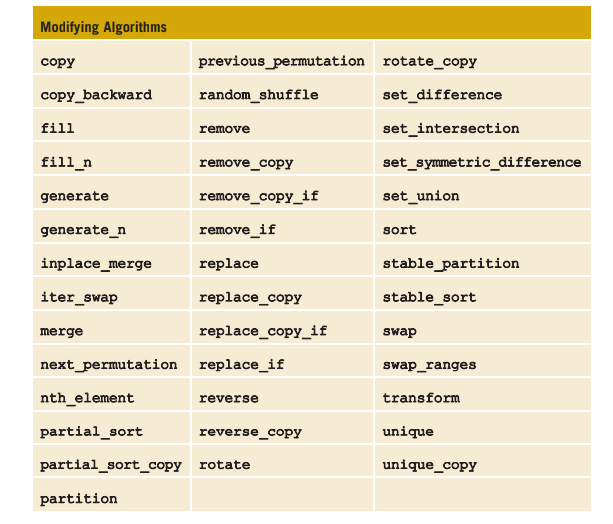 Modifying Algorithms
copy previous_permutation rotate_copy
copy_backward random_shuffle set_difference
fill remove set_intersection
fill_n remove_copy set_symmetric_difference
generate remove_copy_if set_union
generate_n remove_if sort
inplace_merge replace stable_partition
iter_swap replace_copy stable_sort
merge replace_copy_if swap
next_permutation replace_if swap_ranges
nth_element reverse transform
partial_sort reverse_copy unique
partial_sort_copy rotate unique_copy
partition